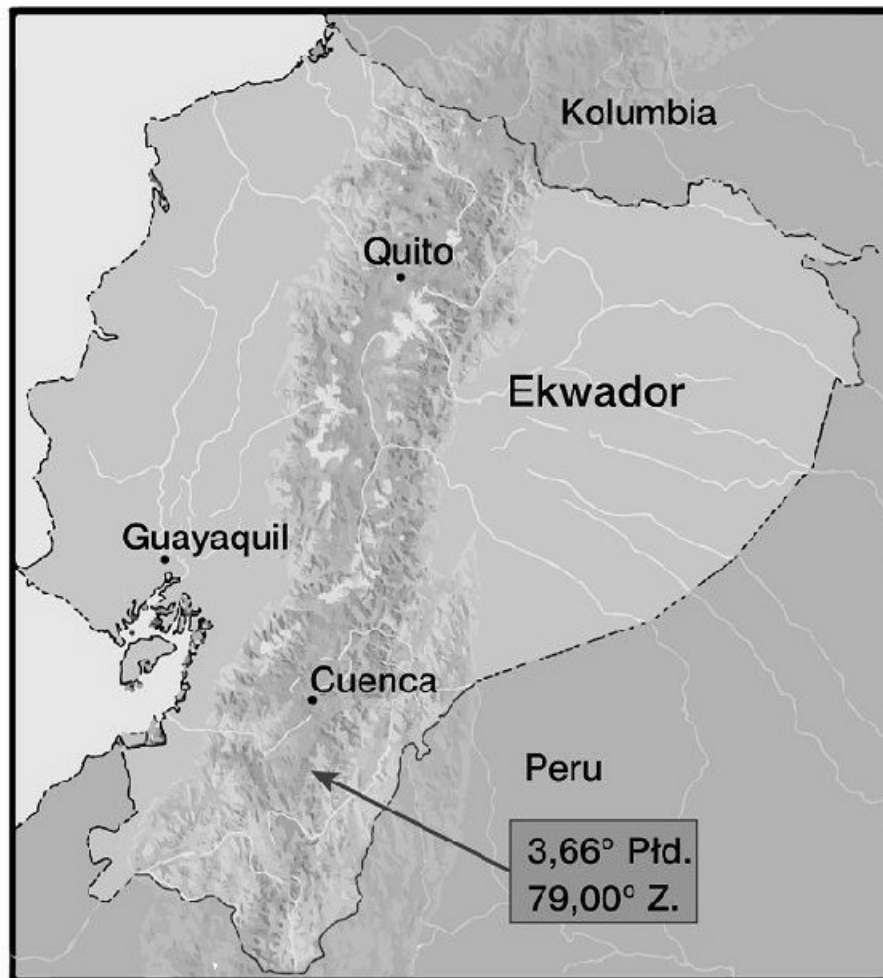 Kolumbia
Quito
Ekwador
Guayaquil
Cuenca
Peru
3,66° Płd.
79,00° Z.